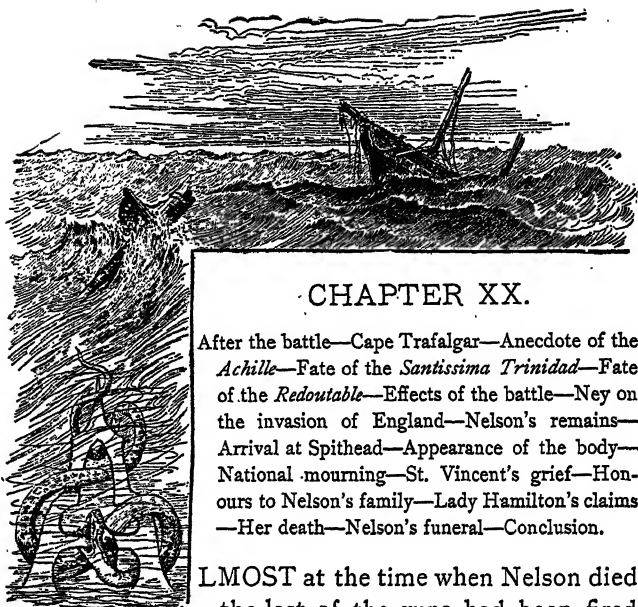 CHAPTER XX.
After the battle—Cape Trafalgar—Anecdote of the
Achille—Fate of the Santissima Trinidad—Fate
of the Redoutable—Effects of the battle—Ney on
the invasion of England—Nelson's remains—
Arrival at Spithead—Appearance of the body—
National mourning—St. Vincent's grief—Hon-
ours to Nelson's family—Lady Hamilton's claims
—Her death—Nelson's funeral—Conclusion.
LMOST at the time when Nelson died
the last of the guns had been fired